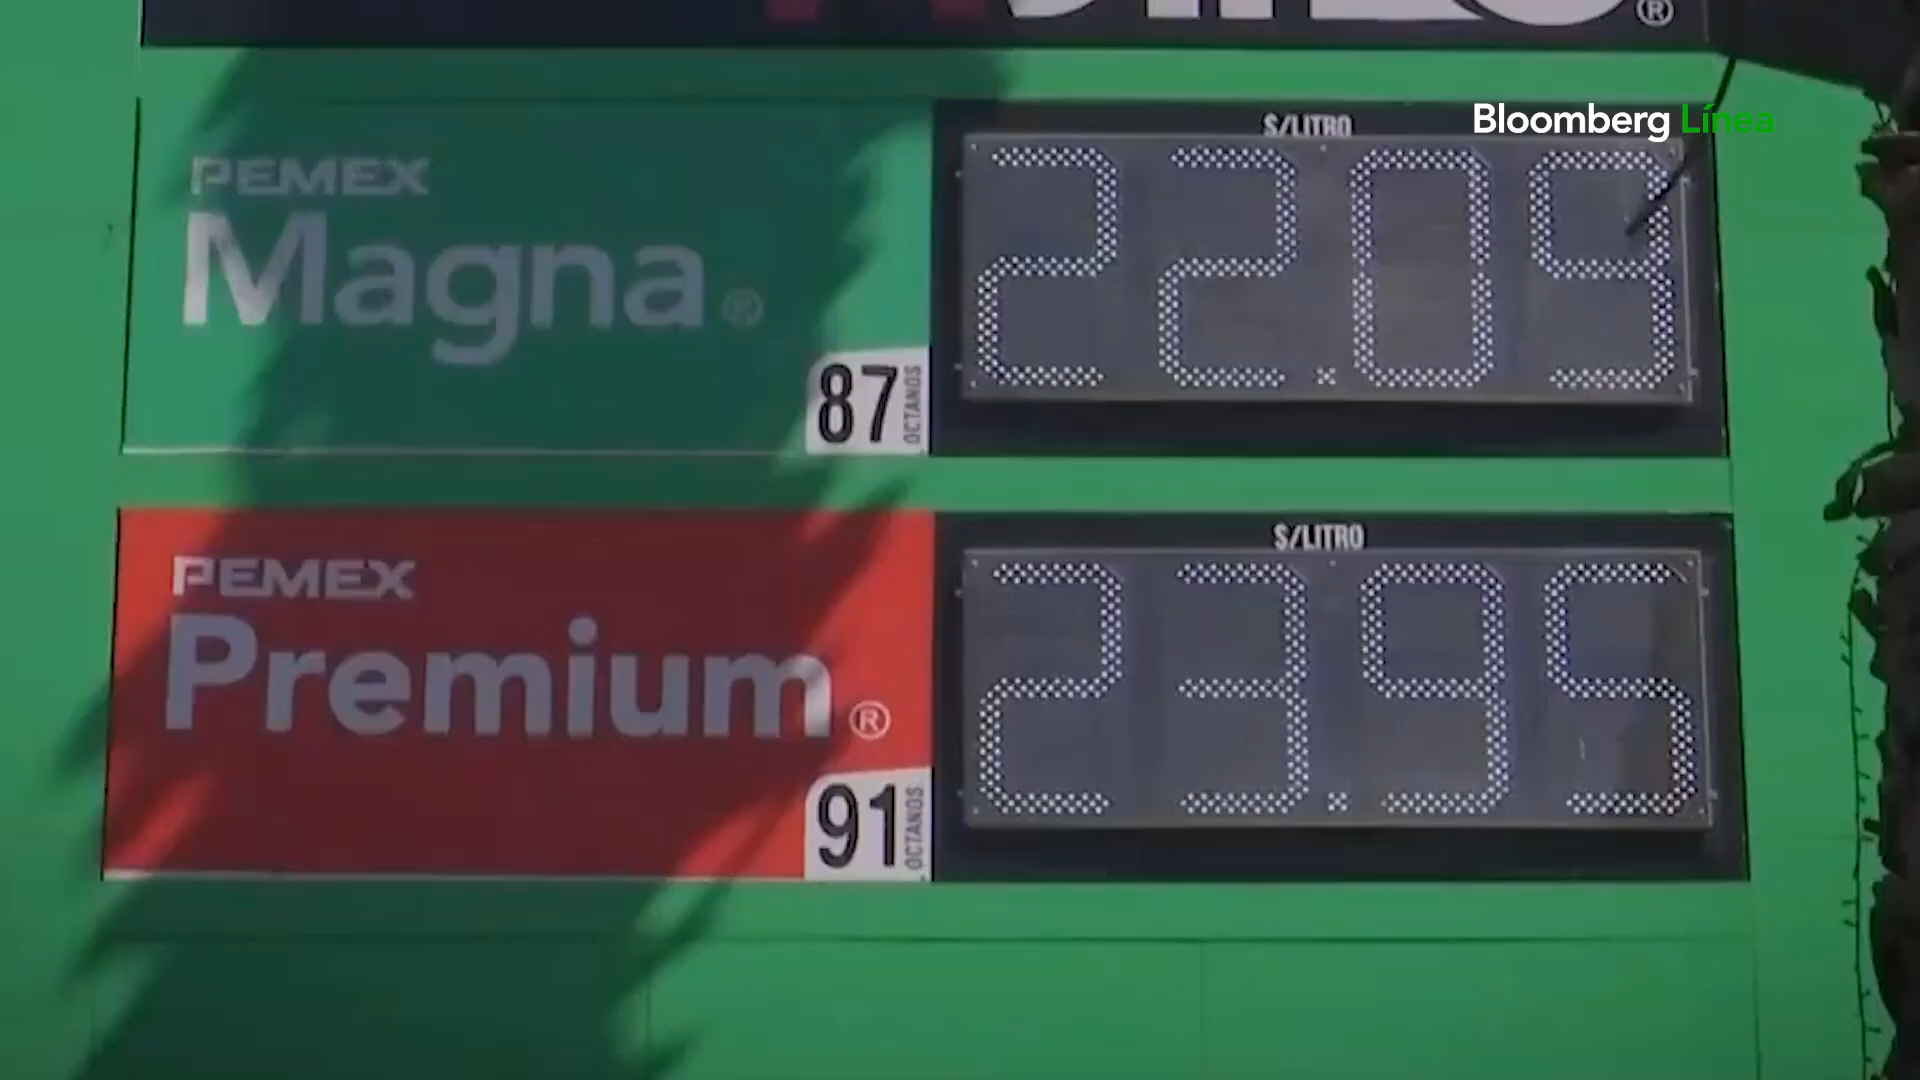 ®
$/LITRO
Bloomberg Línea
PEMEX
Magna®
22.09
87 OCTANOS
$/LITRO
PEMEX
Premium®
23.95
91 OCTANOS